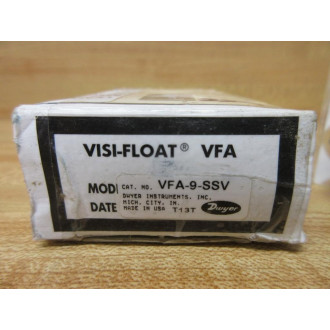 VISI-FLOAT® VFA
MODEL CAT. NO. VFA-9-SSV
DWYER INSTRUMENTS, INC.
MICH. CITY, IN.
DATE MADE IN USA T13T Dwyer